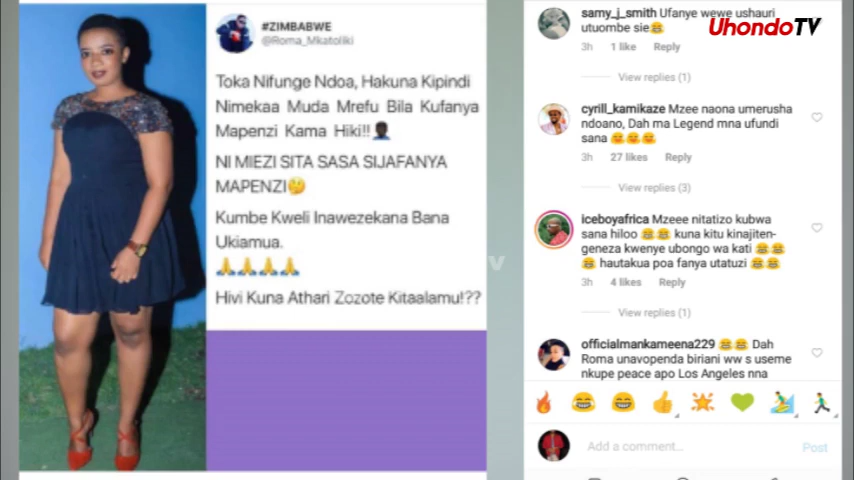 #ZIMBABWE
@Roma_Mkatoliki
Toka Nifunge Ndoa, Hakuna Kipindi
Nimekaa Muda Mrefu Bila Kufanya
Mapenzi Kama Hiki!!
NI MIEZI SITA SASA SIJAFANYA
MAPENZI🤔
Kumbe Kweli Inawezekana Bana
Ukiamua.
🙏🙏🙏🙏
Hivi Kuna Athari Zozote Kitaalamu!??
UhondoTV
samy_j_smith Ufanye wewe ushauri
utuombe sie😂
3h 1 like Reply
View replies (1)
cyrill_kamikaze Mzee naona umerusha
ndoano, Dah ma Legend mna ufundi
sana 🤗🤗🤗
3h 27 likes Reply
View replies (3)
iceboyafrica Mzeee nitatizo kubwa
sana hiloo 😂😂 kuna kitu kinajiten-
geneza kwenye ubongo wa kati 😂😂
😂 hautakua poa fanya utatuzi 😂😂
3h 4 likes Reply
View replies (1)
officialmankameena229 😂😂 Dah
Roma unavopenda biriani ww s useme
nkupe peace apo Los Angeles nna
Add a comment...
Post